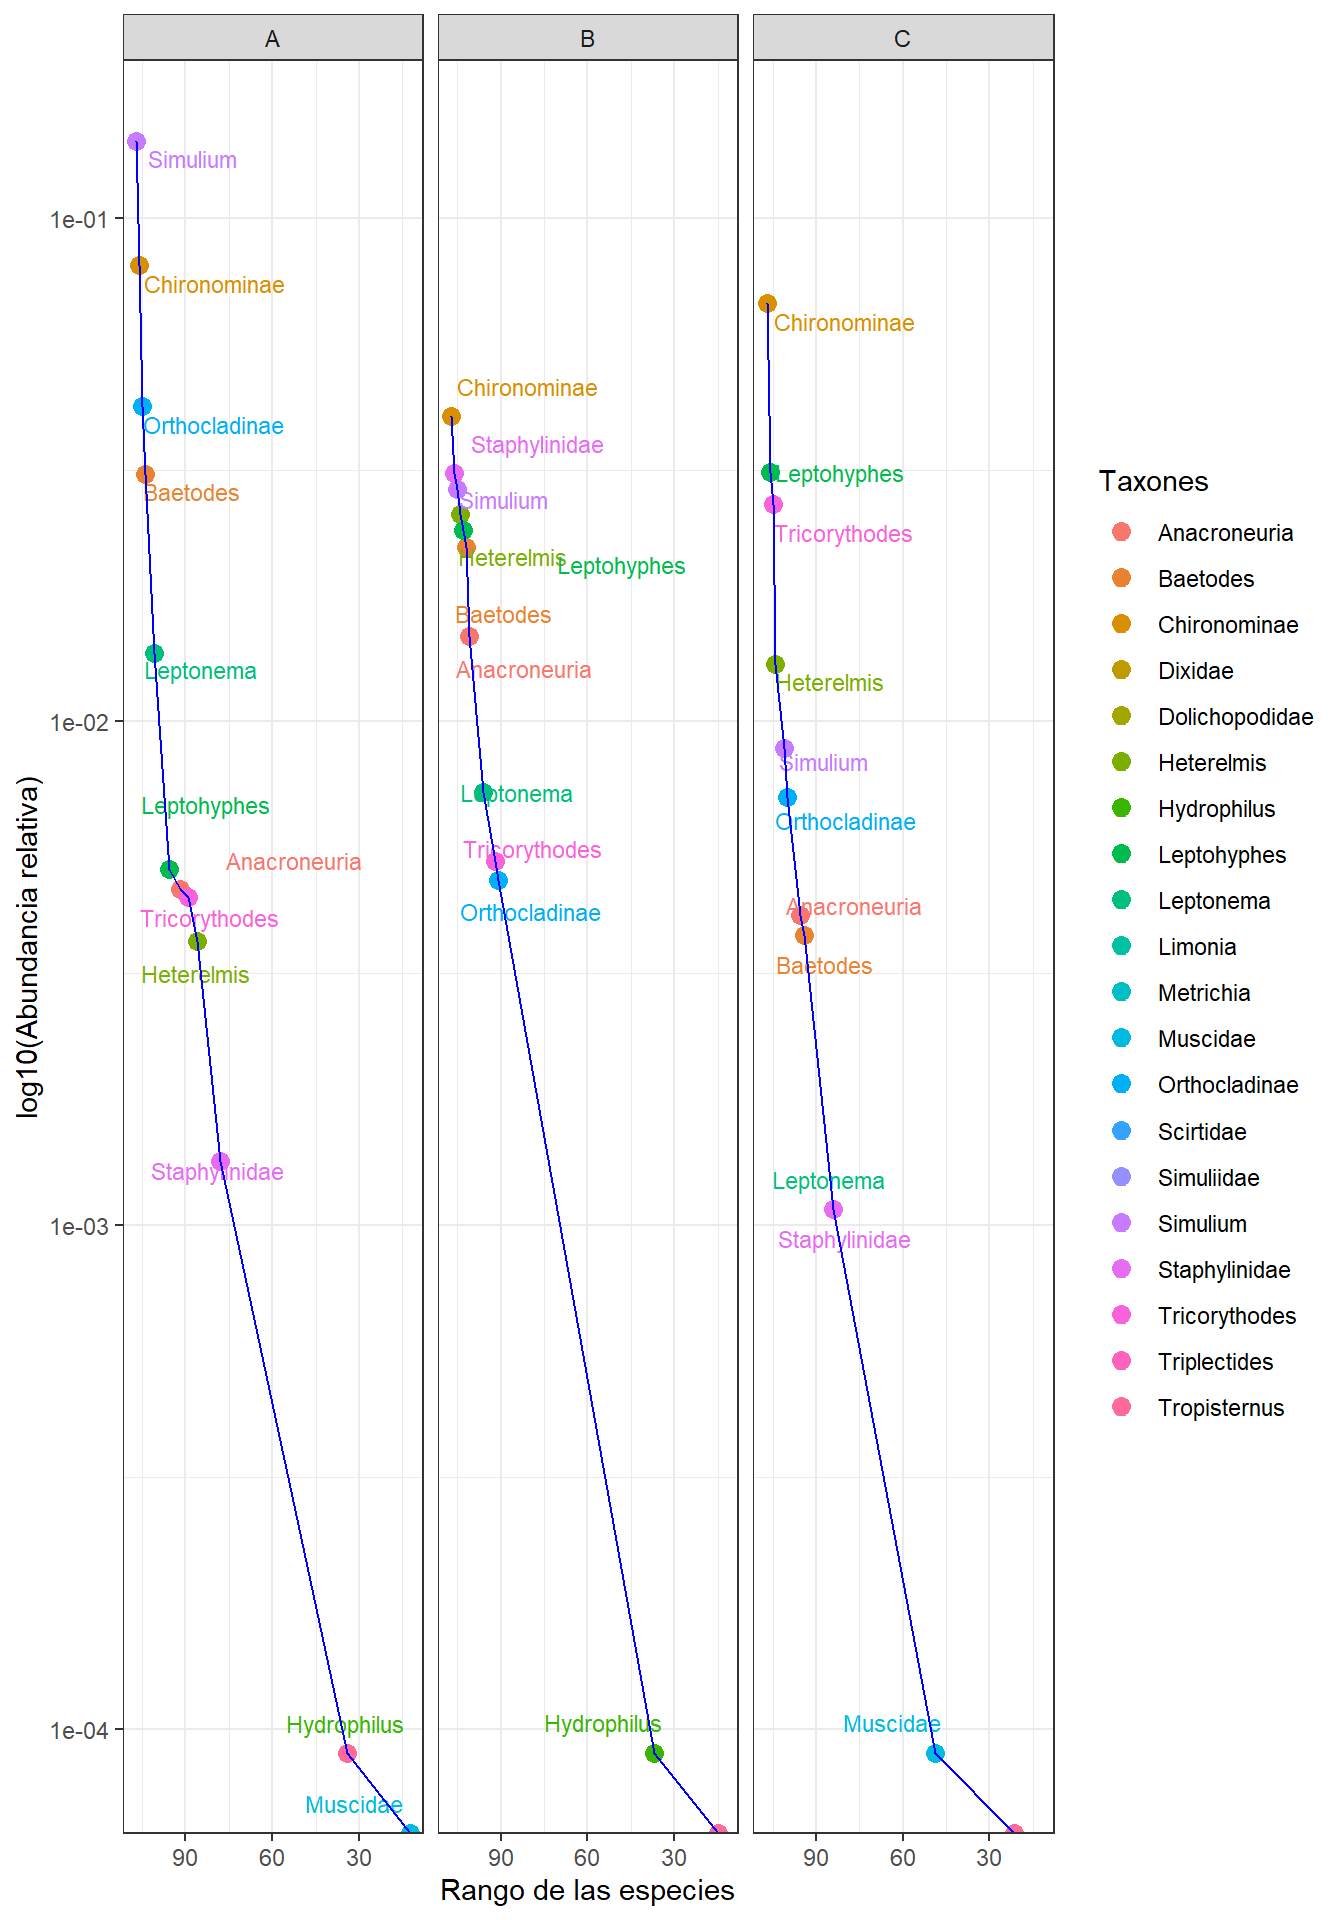 A
B
C
Simulium
Chironominae
Orthocladinae
Baetodes
Leptonema
Leptohyphes
Anacroneuria
Tricorythodes
Heterelmis
Staphylinidae
Hydrophilus
Muscidae
Chironominae
Staphylinidae
Simulium
Heterelmis
Leptohyphes
Baetodes
Anacroneuria
Leptonema
Tricorythodes
Orthocladinae
Hydrophilus
Chironominae
Leptohyphes
Tricorythodes
Heterelmis
Simulium
Orthocladinae
Anacroneuria
Baetodes
Leptonema
Staphylinidae
Muscidae
1e-01
1e-02
1e-03
1e-04
log10(Abundancia relativa)
90 60 30
90 60 30
90 60 30
Rango de las especies
Taxones
Anacroneuria
Baetodes
Chironominae
Dixidae
Dolichopodidae
Heterelmis
Hydrophilus
Leptohyphes
Leptonema
Limonia
Metrichia
Muscidae
Orthocladinae
Scirtidae
Simuliidae
Simulium
Staphylinidae
Tricorythodes
Triplectides
Tropisternus